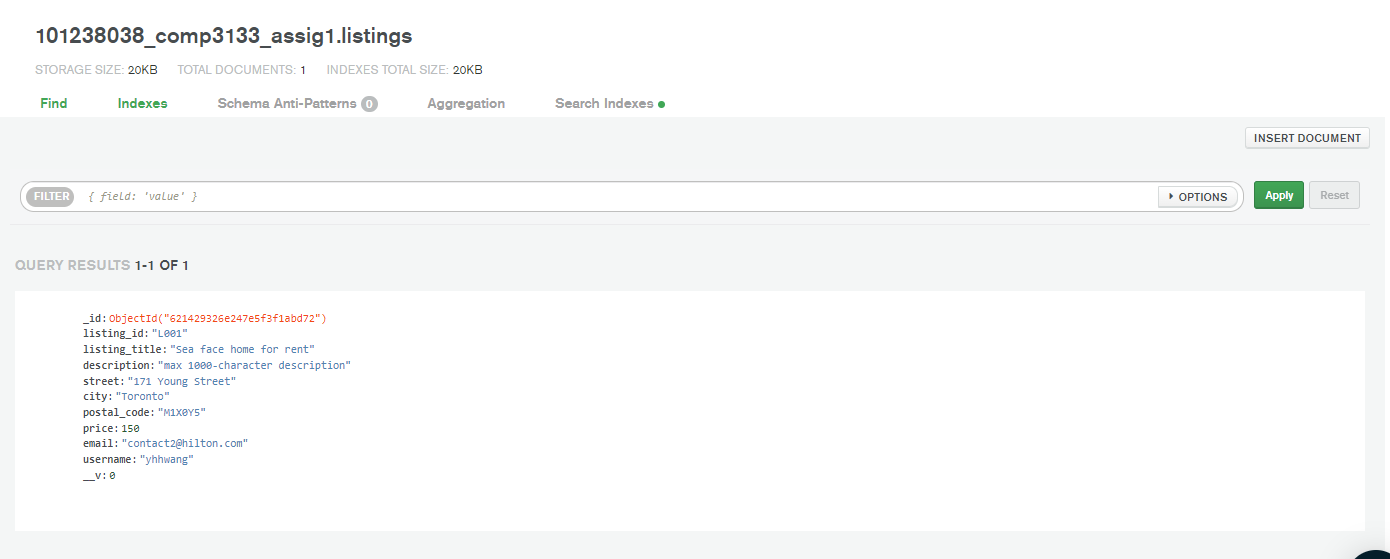 101238038_comp3133_assig1.listings
STORAGE SIZE: 20KB TOTAL DOCUMENTS: 1 INDEXES TOTAL SIZE: 20KB
Find Indexes Schema Anti-Patterns 0 Aggregation Search Indexes
INSERT DOCUMENT
FILTER { field: 'value' } OPTIONS Apply Reset
QUERY RESULTS 1-1 OF 1
_id: ObjectId("621429326e247e5f3f1abd72")
listing_id: "L001"
listing_title: "Sea face home for rent"
description: "max 1000-character description"
street: "171 Young Street"
city: "Toronto"
postal_code: "M1X0Y5"
price: 150
email: "contact2@hilton.com"
username: "yhhwang"
__v: 0